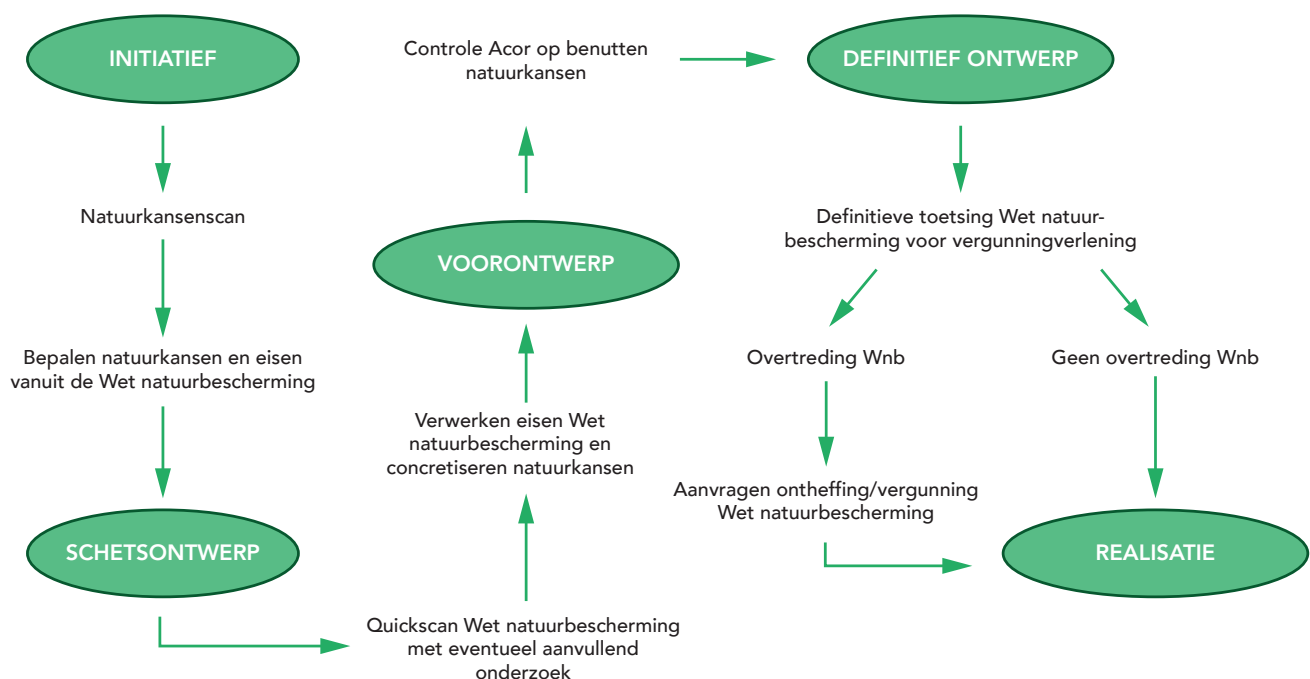 INITIATIEF
Natuurkansenscan
Bepalen natuurkansen en eisen
vanuit de Wet natuurbescherming
SCHETSONTWERP
Quickscan Wet natuurbescherming
met eventueel aanvullend
onderzoek
Verwerken eisen Wet
natuurbescherming en
concretiseren natuurkansen
VOORONTWERP
Controle Acor op benutten
natuurkansen
DEFINITIEF ONTWERP
Definitieve toetsing Wet natuur-
bescherming voor vergunningverlening
Overtreding Wnb
Geen overtreding Wnb
Aanvragen ontheffing/vergunning
Wet natuurbescherming
REALISATIE